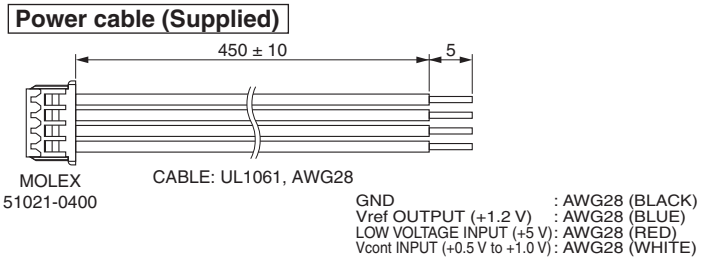 Power cable (Supplied)
450 ± 10
5
MOLEX
51021-0400
CABLE: UL1061, AWG28
GND : AWG28 (BLACK)
Vref OUTPUT (+1.2 V) : AWG28 (BLUE)
LOW VOLTAGE INPUT (+5 V) : AWG28 (RED)
Vcont INPUT (+0.5 V to +1.0 V) : AWG28 (WHITE)